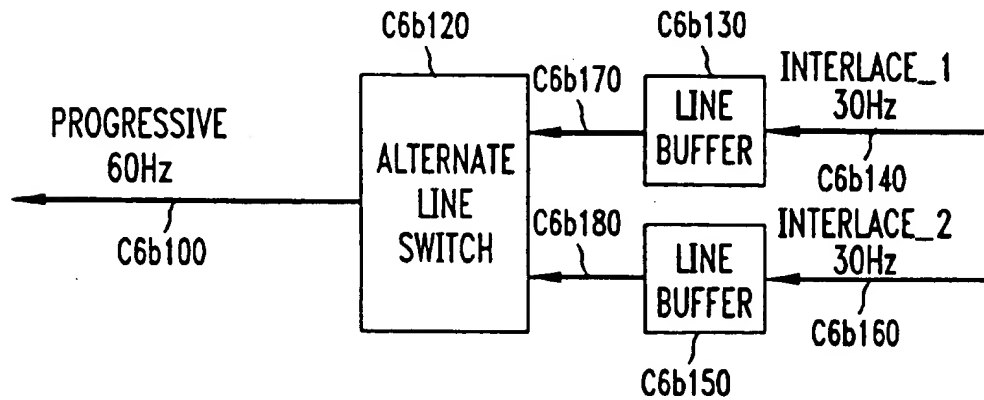 C6b120
C6b130
C6b170
INTERLACE_1
30Hz
LINE
BUFFER
C6b140
PROGRESSIVE
60Hz
C6b100
ALTERNATE
LINE
SWITCH
C6b180
INTERLACE_2
30Hz
LINE
BUFFER
C6b160
C6b150